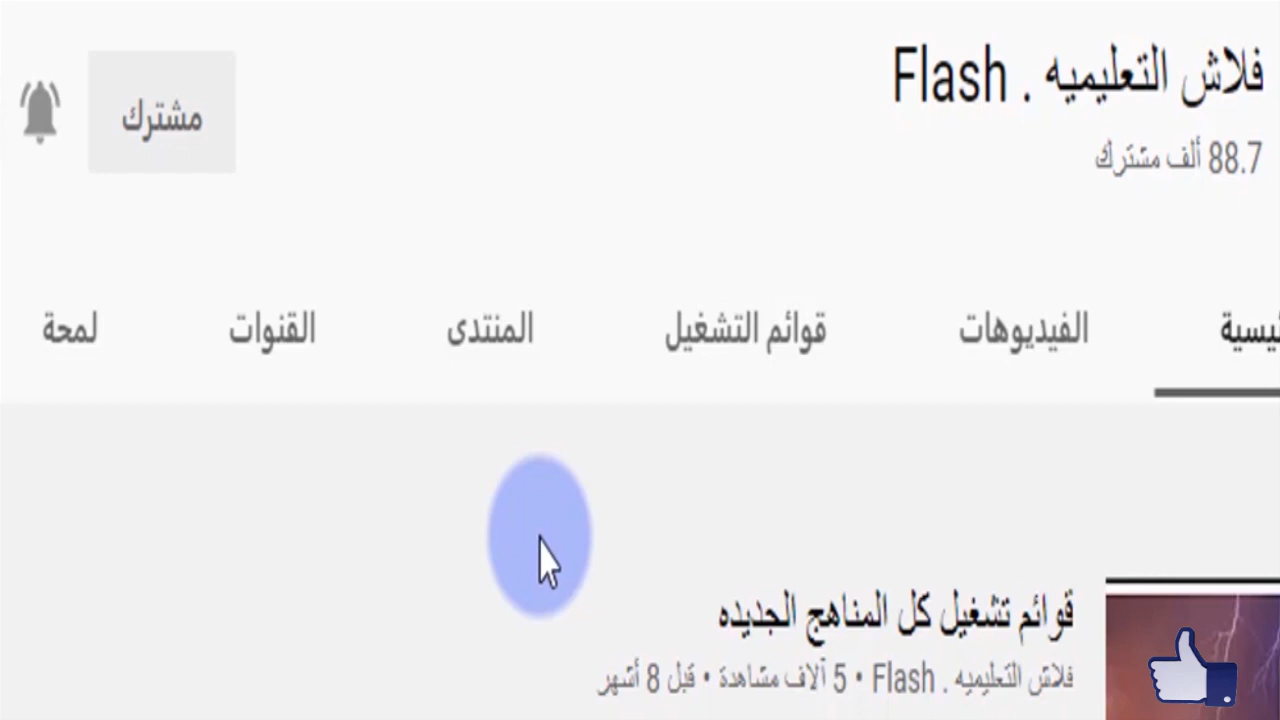 فلاش التعليميه . Flash
88.7 ألف مشترك
مشترك
الفيديوهات
قوائم التشغيل
المنتدى
القنوات
لمحة
قوائم تشغيل كل المناهج الجديده
فلاش التعليميه . Flash • 5 آلاف مشاهدة • قبل 8 أشهر